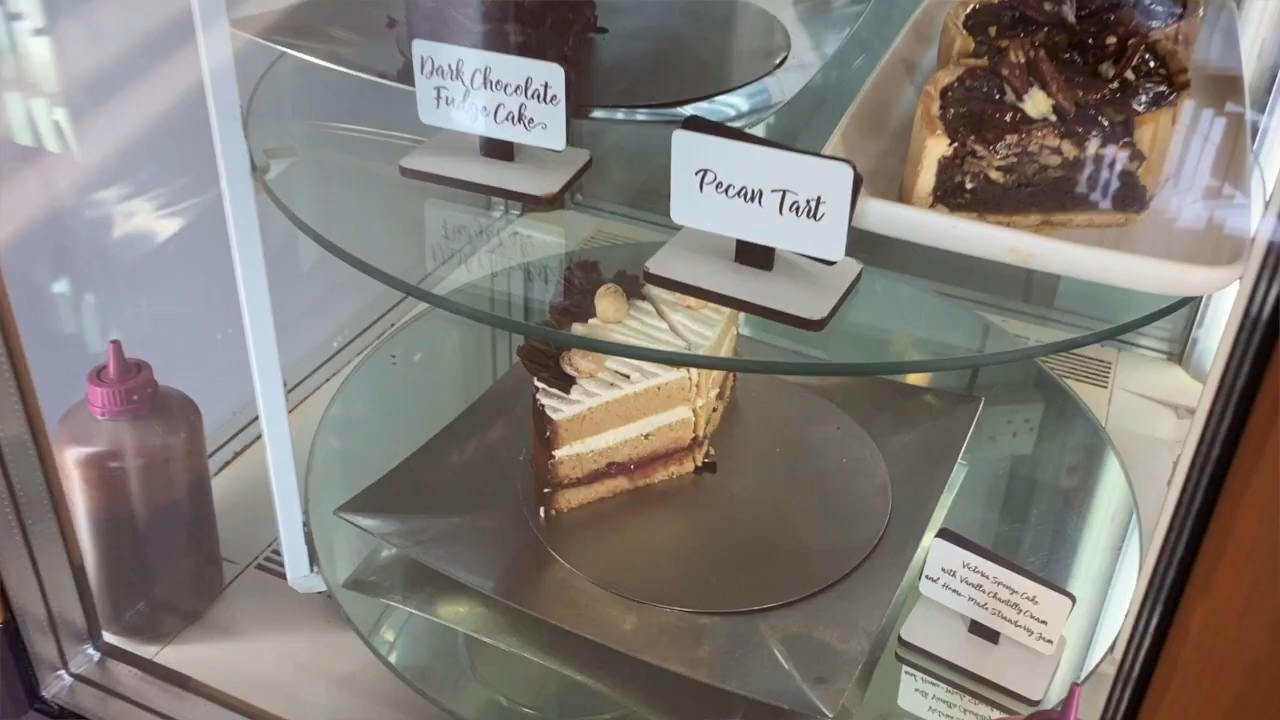 Dark Chocolate
Fudge Cake
Pecan Tart
Victoria Sponge Cake
with Vanilla Chantilly Cream
and Home-Made Strawberry Jam